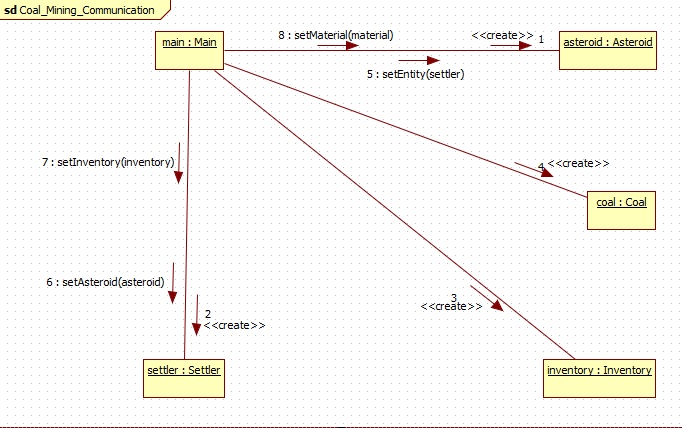 sd Coal_Mining_Communication
8 : setMaterial(material)
<<create>>
1
main : Main
asteroid : Asteroid
5 : setEntity(settler)
7 : setInventory(inventory)
4
<<create>>
coal : Coal
6 : setAsteroid(asteroid)
3
<<create>>
2
<<create>>
settler : Settler
inventory : Inventory